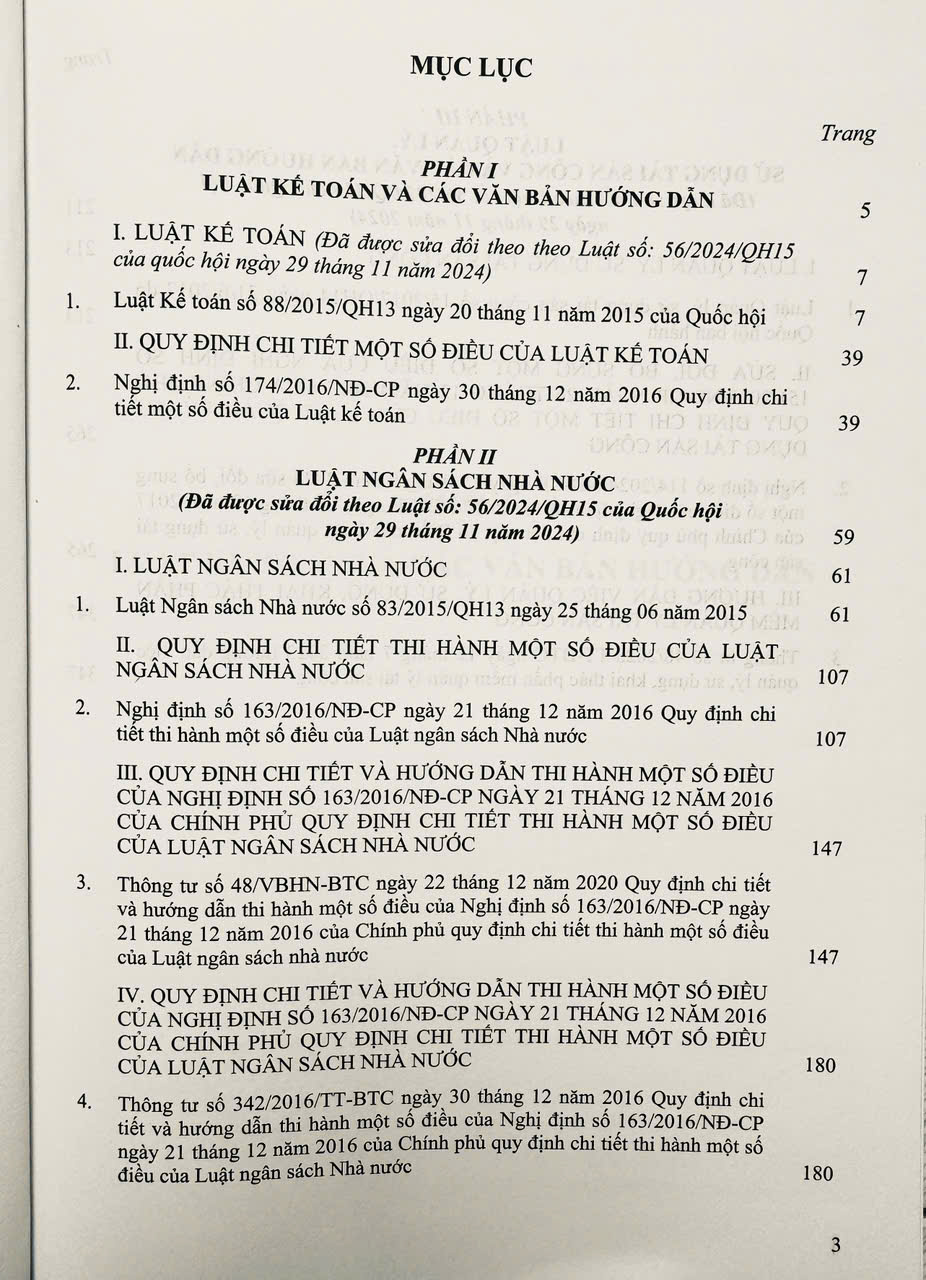 MỤC LỤC
Trang
PHẦN I
LUẬT KẾ TOÁN VÀ CÁC VĂN BẢN HƯỚNG DẪN 5
I. LUẬT KẾ TOÁN (Đã được sửa đổi theo theo Luật số: 56/2024/QH15
của quốc hội ngày 29 tháng 11 năm 2024) 7
1. Luật Kế toán số 88/2015/QH13 ngày 20 tháng 11 năm 2015 của Quốc hội 7
II. QUY ĐỊNH CHI TIẾT MỘT SỐ ĐIỀU CỦA LUẬT KẾ TOÁN 39
2. Nghị định số 174/2016/NĐ-CP ngày 30 tháng 12 năm 2016 Quy định chi
tiết một số điều của Luật kế toán 39
PHẦN II
LUẬT NGÂN SÁCH NHÀ NƯỚC
(Đã được sửa đổi theo Luật số: 56/2024/QH15 của Quốc hội
ngày 29 tháng 11 năm 2024) 59
I. LUẬT NGÂN SÁCH NHÀ NƯỚC 61
1. Luật Ngân sách Nhà nước số 83/2015/QH13 ngày 25 tháng 06 năm 2015 61
II. QUY ĐỊNH CHI TIẾT THI HÀNH MỘT SỐ ĐIỀU CỦA LUẬT
NGÂN SÁCH NHÀ NƯỚC 107
2. Nghị định số 163/2016/NĐ-CP ngày 21 tháng 12 năm 2016 Quy định chi
tiết thi hành một số điều của Luật ngân sách Nhà nước 107
III. QUY ĐỊNH CHI TIẾT VÀ HƯỚNG DẪN THI HÀNH MỘT SỐ ĐIỀU
CỦA NGHỊ ĐỊNH SỐ 163/2016/NĐ-CP NGÀY 21 THÁNG 12 NĂM 2016
CỦA CHÍNH PHỦ QUY ĐỊNH CHI TIẾT THI HÀNH MỘT SỐ ĐIỀU
CỦA LUẬT NGÂN SÁCH NHÀ NƯỚC 147
3. Thông tư số 48/VBHN-BTC ngày 22 tháng 12 năm 2020 Quy định chi tiết
và hướng dẫn thi hành một số điều của Nghị định số 163/2016/NĐ-CP ngày
21 tháng 12 năm 2016 của Chính phủ quy định chi tiết thi hành một số điều
của Luật ngân sách nhà nước 147
IV. QUY ĐỊNH CHI TIẾT VÀ HƯỚNG DẪN THI HÀNH MỘT SỐ ĐIỀU
CỦA NGHỊ ĐỊNH SỐ 163/2016/NĐ-CP NGÀY 21 THÁNG 12 NĂM 2016
CỦA CHÍNH PHỦ QUY ĐỊNH CHI TIẾT THI HÀNH MỘT SỐ ĐIỀU
CỦA LUẬT NGÂN SÁCH NHÀ NƯỚC 180
4. Thông tư số 342/2016/TT-BTC ngày 30 tháng 12 năm 2016 Quy định chi
tiết và hướng dẫn thi hành một số điều của Nghị định số 163/2016/NĐ-CP
ngày 21 tháng 12 năm 2016 của Chính phủ quy định chi tiết thi hành một số
điều của Luật ngân sách Nhà nước 180
3